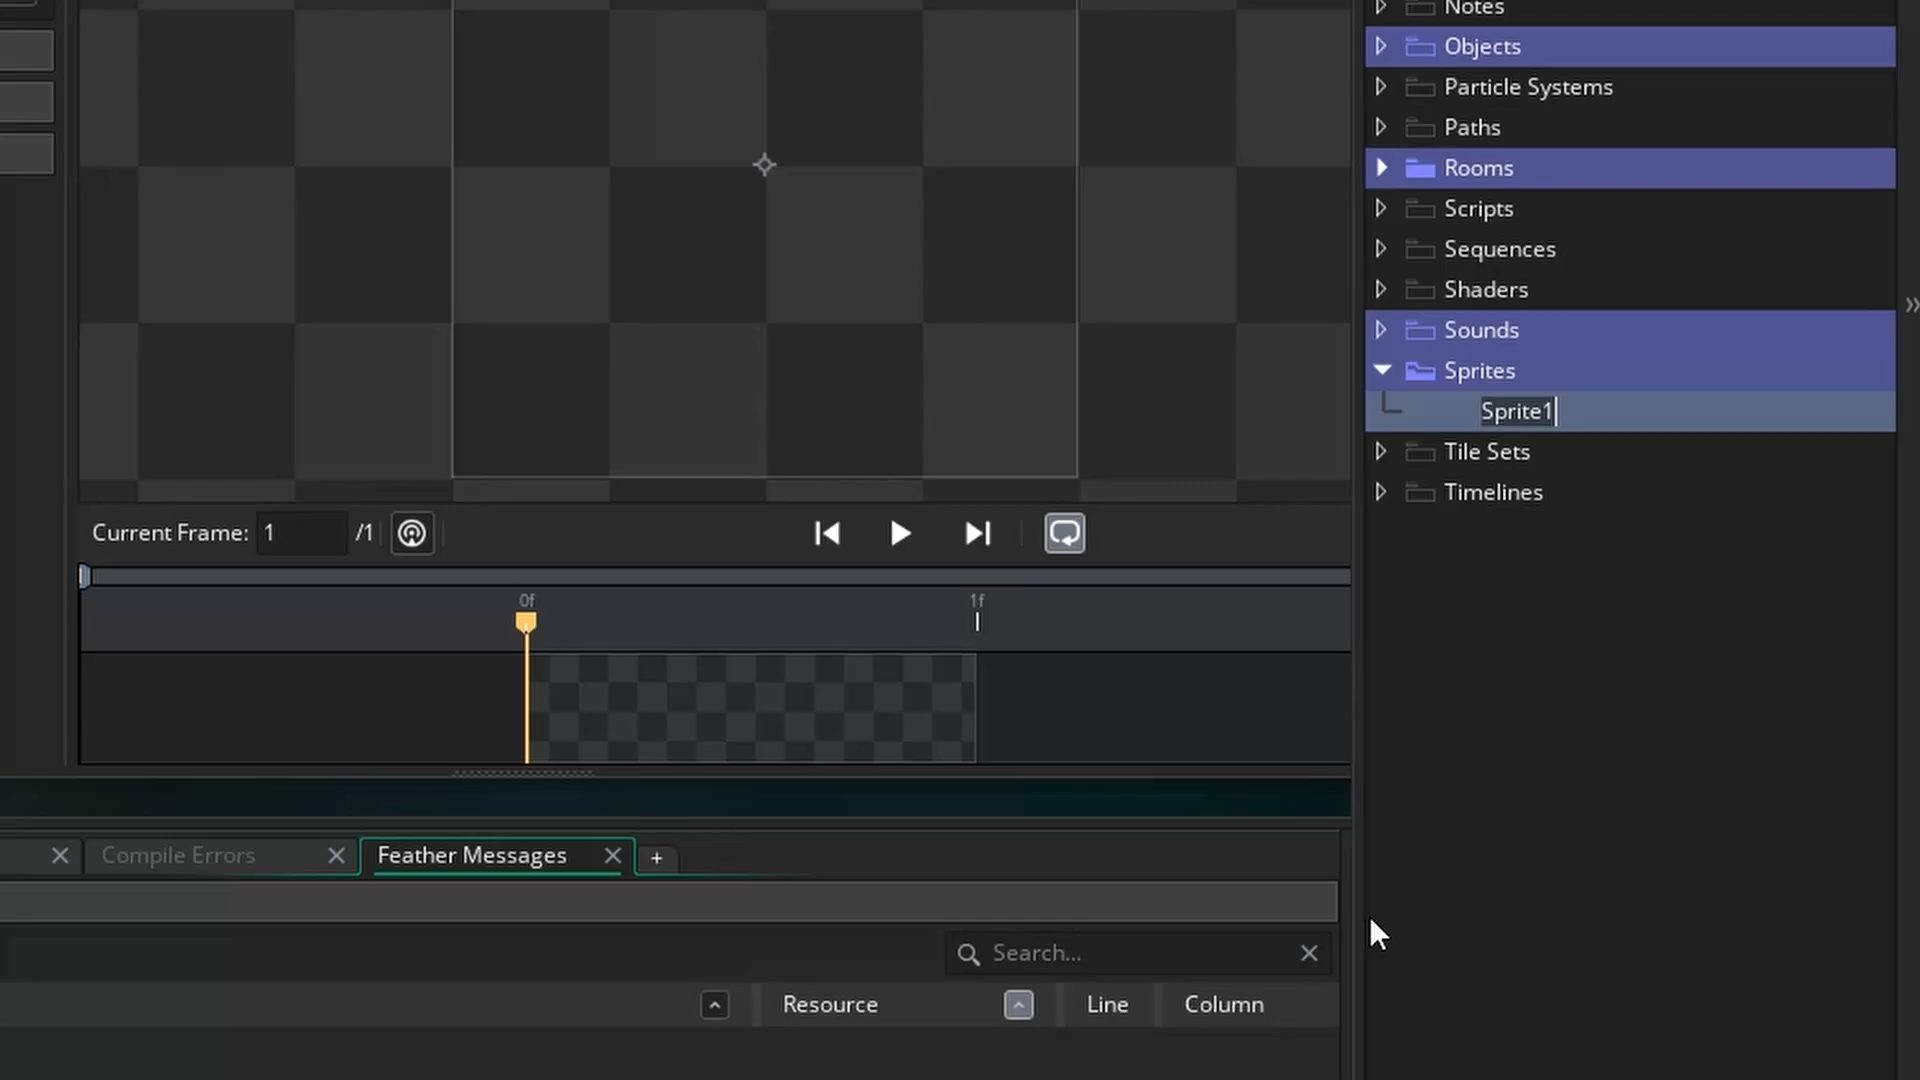 Notes
Objects
Particle Systems
Paths
Rooms
Scripts
Sequences
Shaders
Sounds
Sprites
Sprite1
Tile Sets
Timelines
Current Frame: 1 /1
0f 1f
Compile Errors Feather Messages +
Search...
Resource Line Column